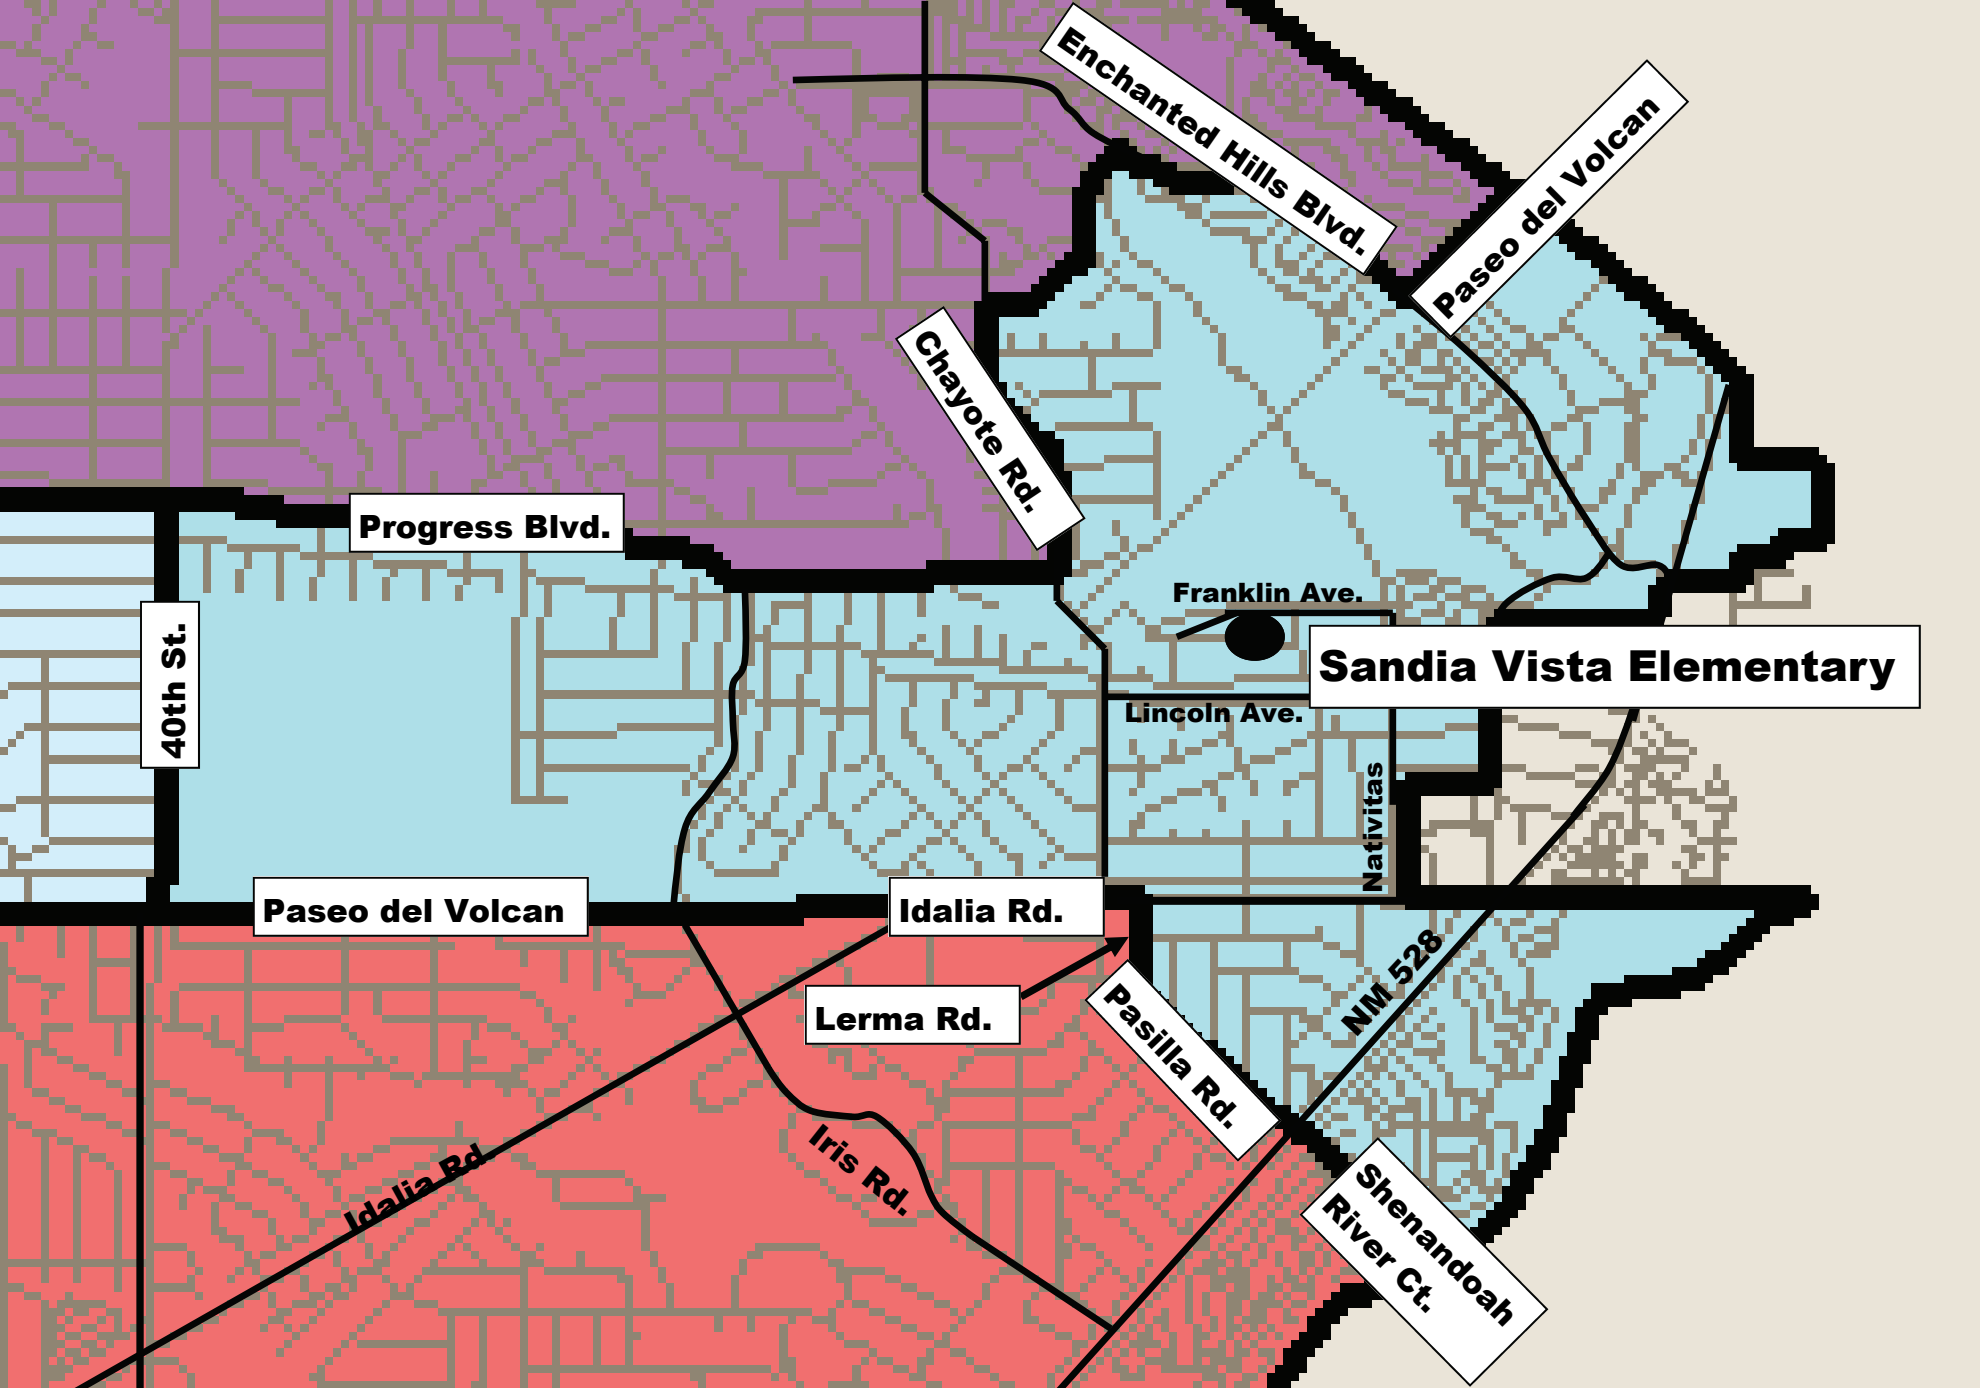 Enchanted Hills Blvd.
Paseo del Volcan
Chayote Rd.
Progress Blvd.
Franklin Ave.
40th St.
Sandia Vista Elementary
Lincoln Ave.
Nativitas
Paseo del Volcan
Idalia Rd.
NM 528
Lerma Rd.
Pasilla Rd.
Idalia Rd.
Iris Rd.
Shenandoah
River Ct.